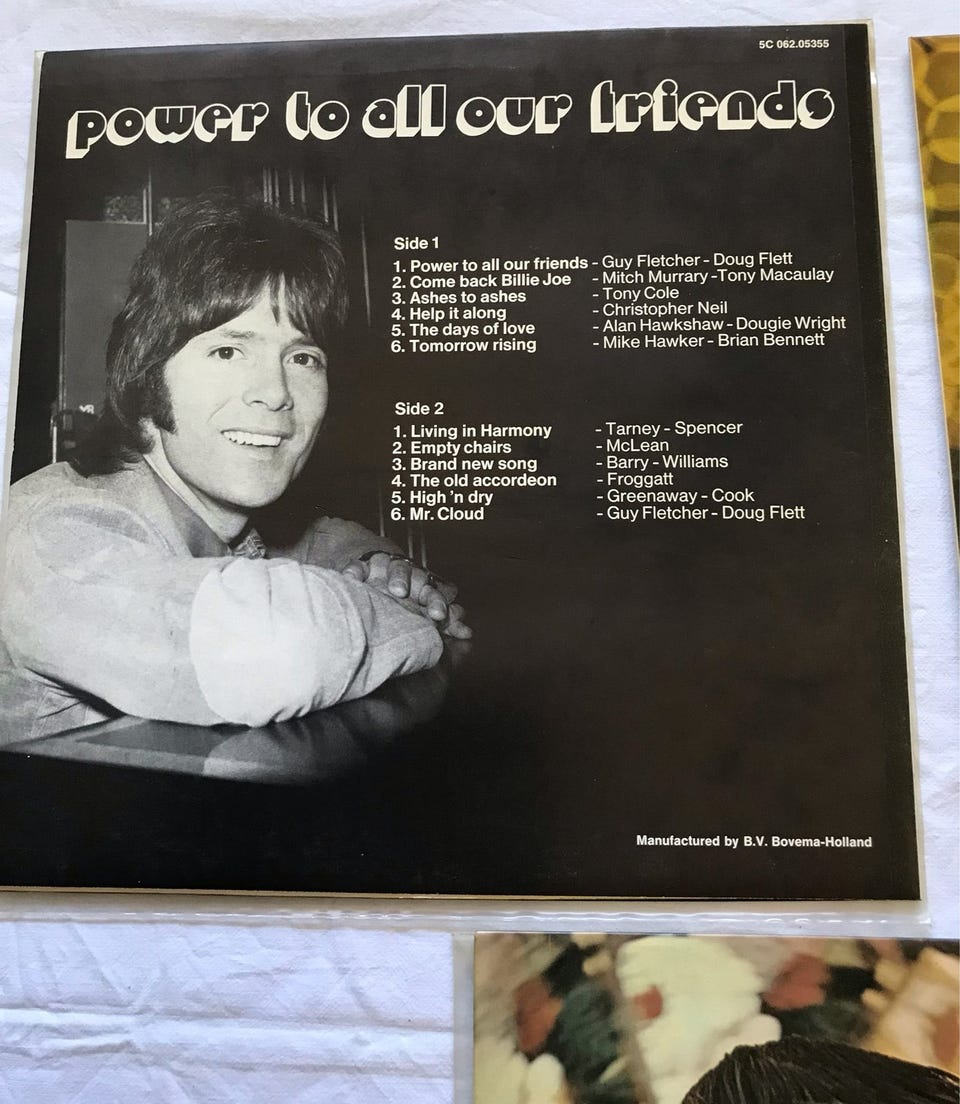 5C 062.05355
power to all our friends
Side 1
1. Power to all our friends - Guy Fletcher - Doug Flett
2. Come back Billie Joe - Mitch Murrary -Tony Macaulay
3. Ashes to ashes - Tony Cole
4. Help it along - Christopher Neil
5. The days of love - Alan Hawkshaw - Dougie Wright
6. Tomorrow rising - Mike Hawker - Brian Bennett
Side 2
1. Living in Harmony - Tarney - Spencer
2. Empty chairs - McLean
3. Brand new song - Barry - Williams
4. The old accordeon - Froggatt
5. High 'n dry - Greenaway - Cook
6. Mr. Cloud - Guy Fletcher - Doug Flett
Manufactured by B.V. Bovema-Holland